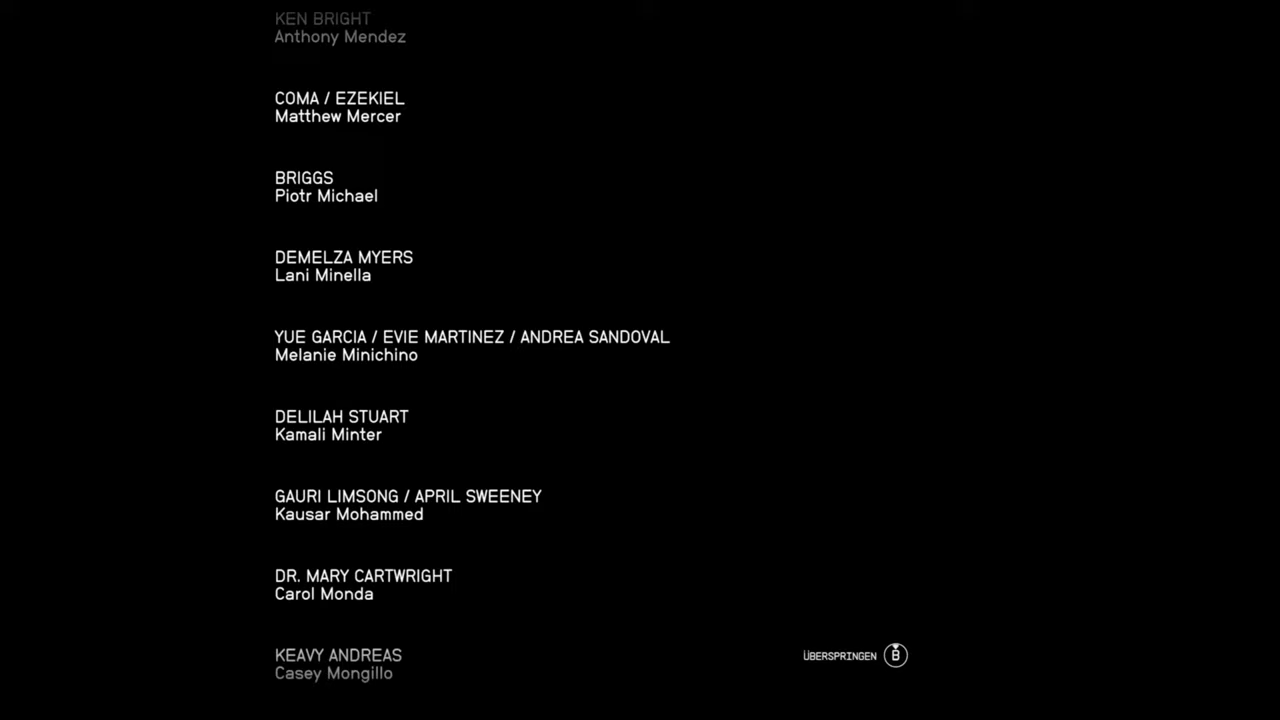 KEN BRIGHT
Anthony Mendez
COMA / EZEKIEL
Matthew Mercer
BRIGGS
Piotr Michael
DEMELZA MYERS
Lani Minella
YUE GARCIA / EVIE MARTINEZ / ANDREA SANDOVAL
Melanie Minichino
DELILAH STUART
Kamali Minter
GAURI LIMSONG / APRIL SWEENEY
Kausar Mohammed
DR. MARY CARTWRIGHT
Carol Monda
KEAVY ANDREAS
Casey Mongillo
ÜBERSPRINGEN B